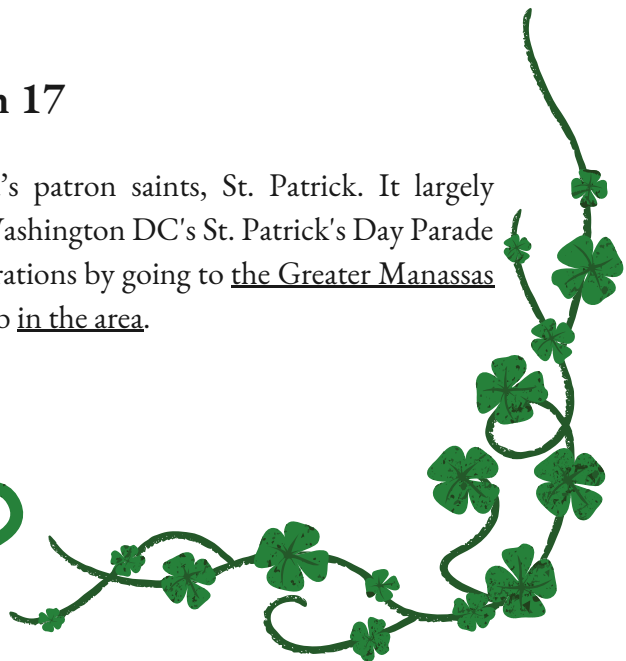 17
’s patron saints, St. Patrick. It largely
Washington DC's St. Patrick's Day Parade
by going to the Greater Manassas
in the area.